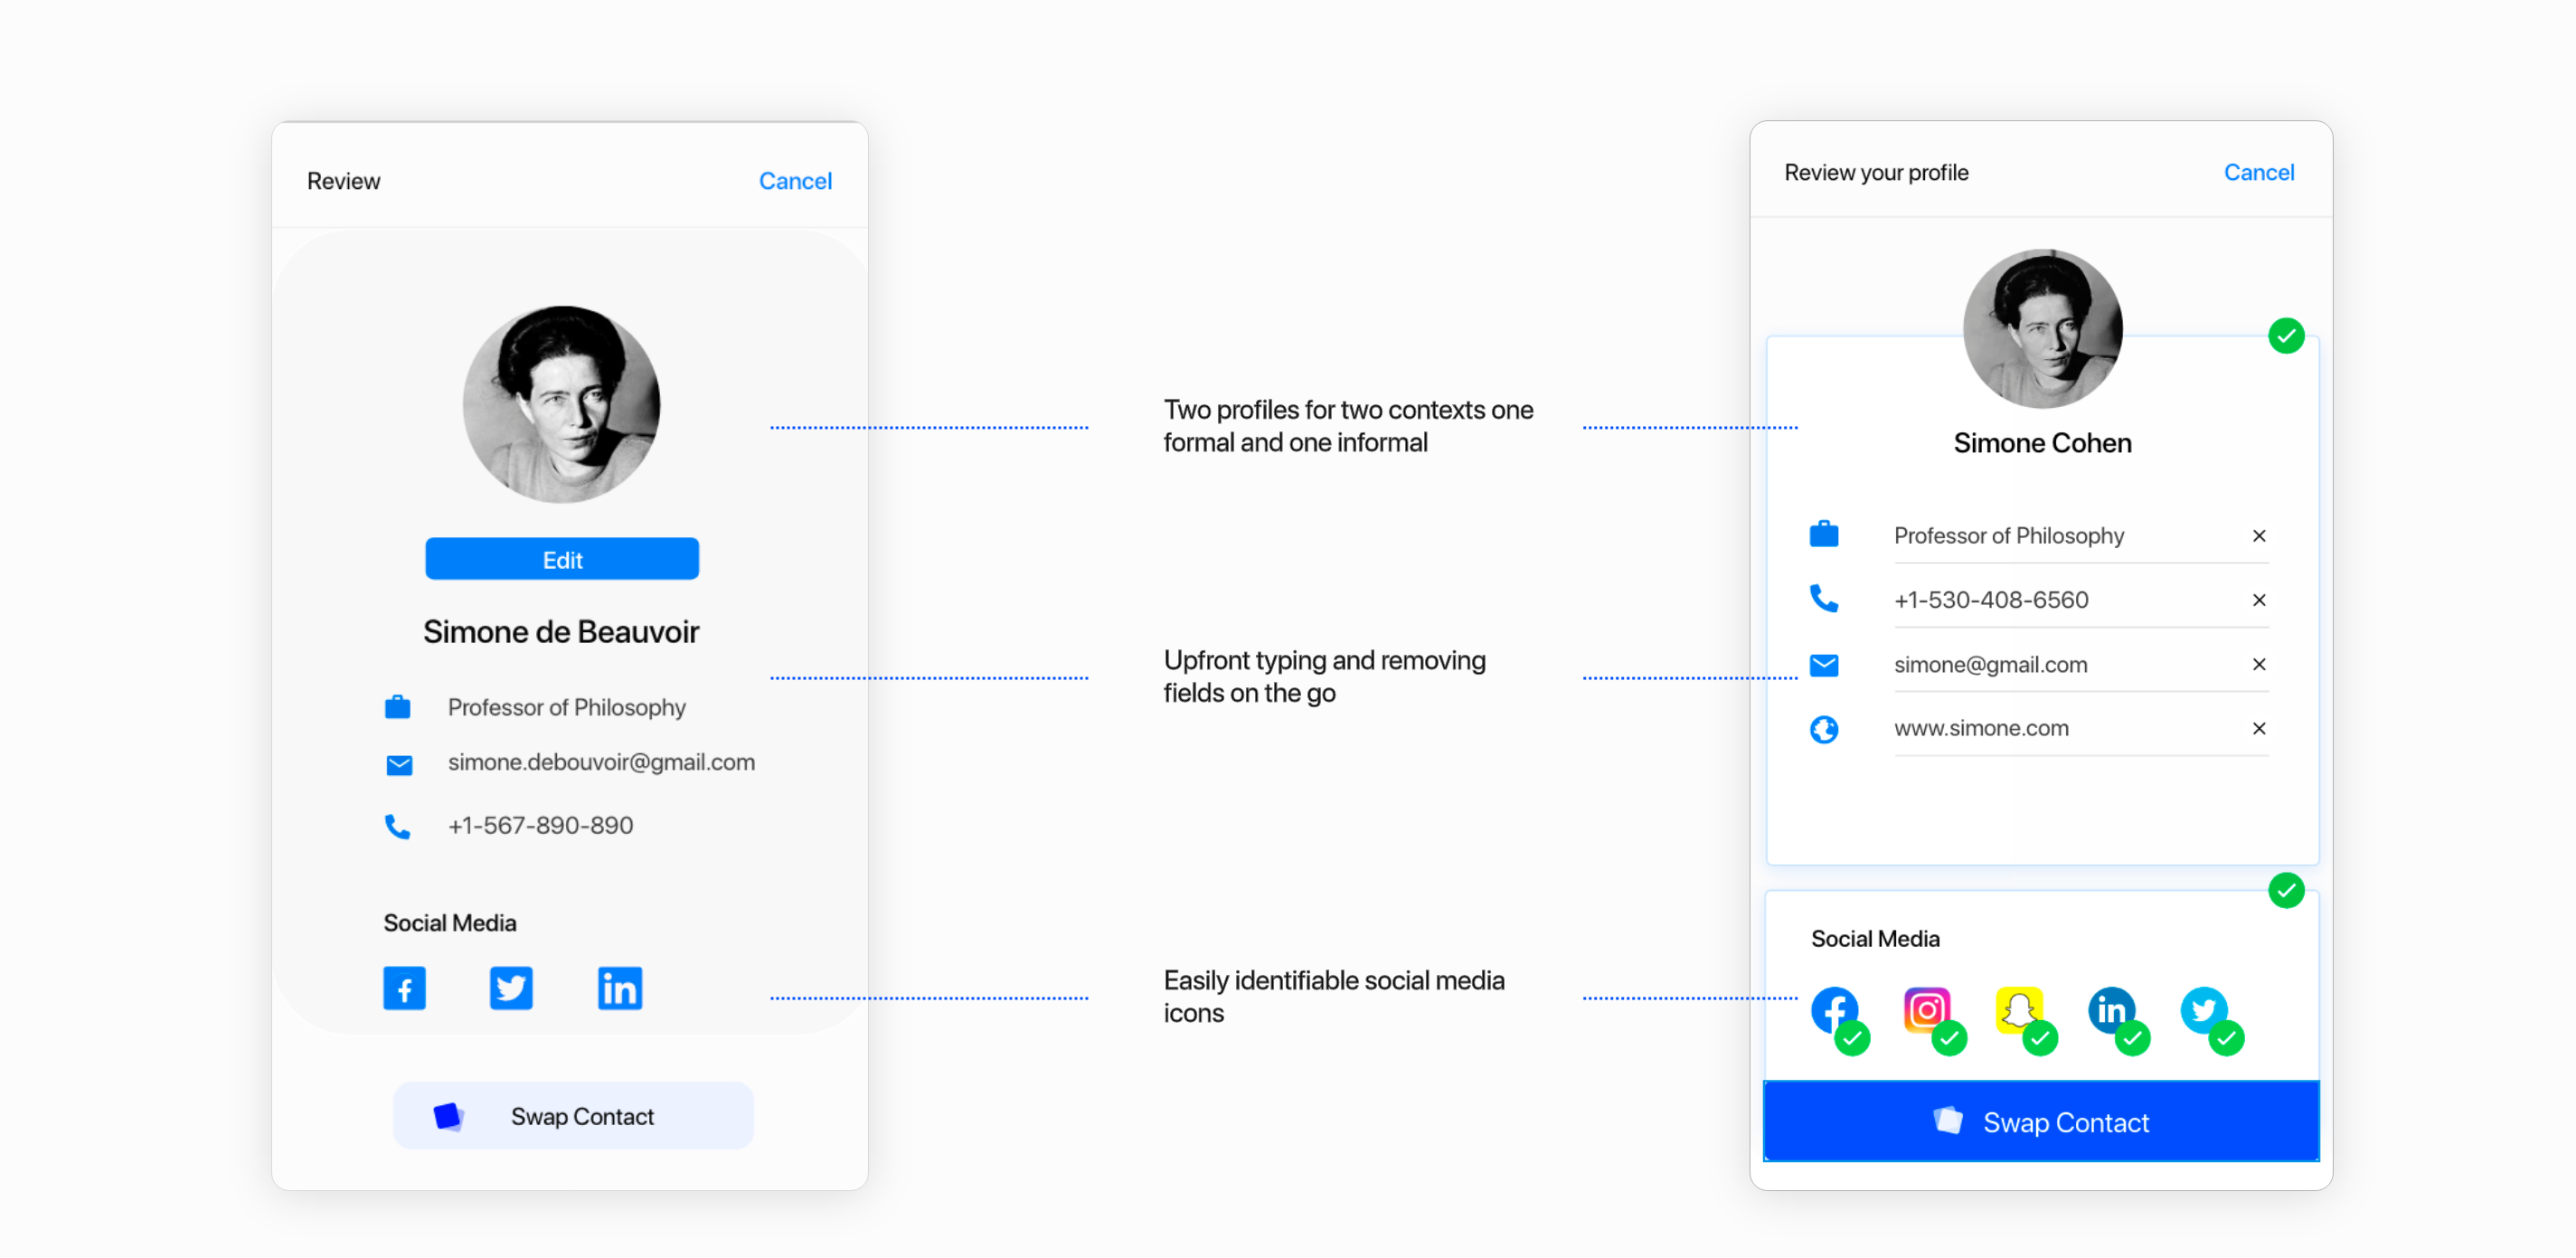 Review
Cancel
Edit
Simone de Beauvoir
Professor of Philosophy
simone.debouvoir@gmail.com
+1-567-890-890
Social Media
f
in
Swap Contact
Two profiles for two contexts one
formal and one informal
Upfront typing and removing
fields on the go
Easily identifiable social media
icons
Review your profile
Cancel
Simone Cohen
Professor of Philosophy
+1-530-408-6560
simone@gmail.com
www.simone.com
Social Media
f
in
Swap Contact